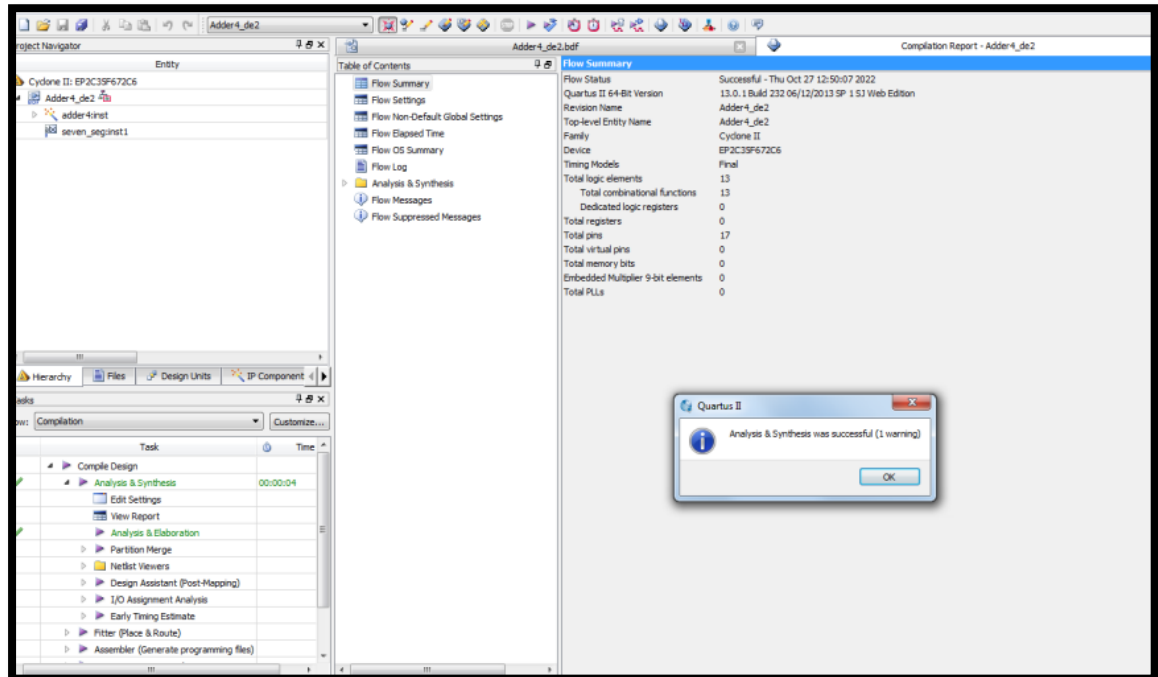 Adder4_de2
roject Navigator
Entity
Cyclone II: EP2C35F672C6
Adder4_de2
adder4:inst
seven_seg:inst1
Hierarchy Files Design Units IP Component
asks
ow: Compilation Customize...
Task Time
Compile Design
Analysis & Synthesis 00:00:04
Edit Settings
View Report
Analysis & Elaboration
Partition Merge
Netlist Viewers
Design Assistant (Post-Mapping)
I/O Assignment Analysis
Early Timing Estimate
Fitter (Place & Route)
Assembler (Generate programming files)
Adder4_de2.bdf Compilation Report - Adder4_de2
Table of Contents
Flow Summary
Flow Settings
Flow Non-Default Global Settings
Flow Elapsed Time
Flow OS Summary
Flow Log
Analysis & Synthesis
Flow Messages
Flow Suppressed Messages
Flow Summary
Flow Status Successful - Thu Oct 27 12:50:07 2022
Quartus II 64-Bit Version 13.0.1 Build 232 06/12/2013 SP 1 SJ Web Edition
Revision Name Adder4_de2
Top-level Entity Name Adder4_de2
Family Cyclone II
Device EP2C35F672C6
Timing Models Final
Total logic elements 13
Total combinational functions 13
Dedicated logic registers 0
Total registers 0
Total pins 17
Total virtual pins 0
Total memory bits 0
Embedded Multiplier 9-bit elements 0
Total PLLs 0
Quartus II
Analysis & Synthesis was successful (1 warning)
OK